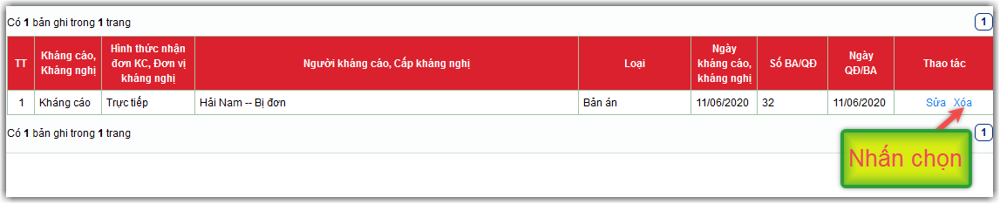 Có 1 bản ghi trong 1 trang
1
TT
Kháng cáo,
Kháng nghị
Hình thức nhận
đơn KC, Đơn vị
kháng nghị
Người kháng cáo, Cấp kháng nghị
Loại
Ngày
kháng cáo,
kháng nghị
Số BA/QĐ
Ngày
QĐ/BA
Thao tác
1
Kháng cáo
Trực tiếp
Hải Nam -- Bị đơn
Bản án
11/06/2020
32
11/06/2020
Sửa Xóa
Có 1 bản ghi trong 1 trang
1
Nhấn chọn